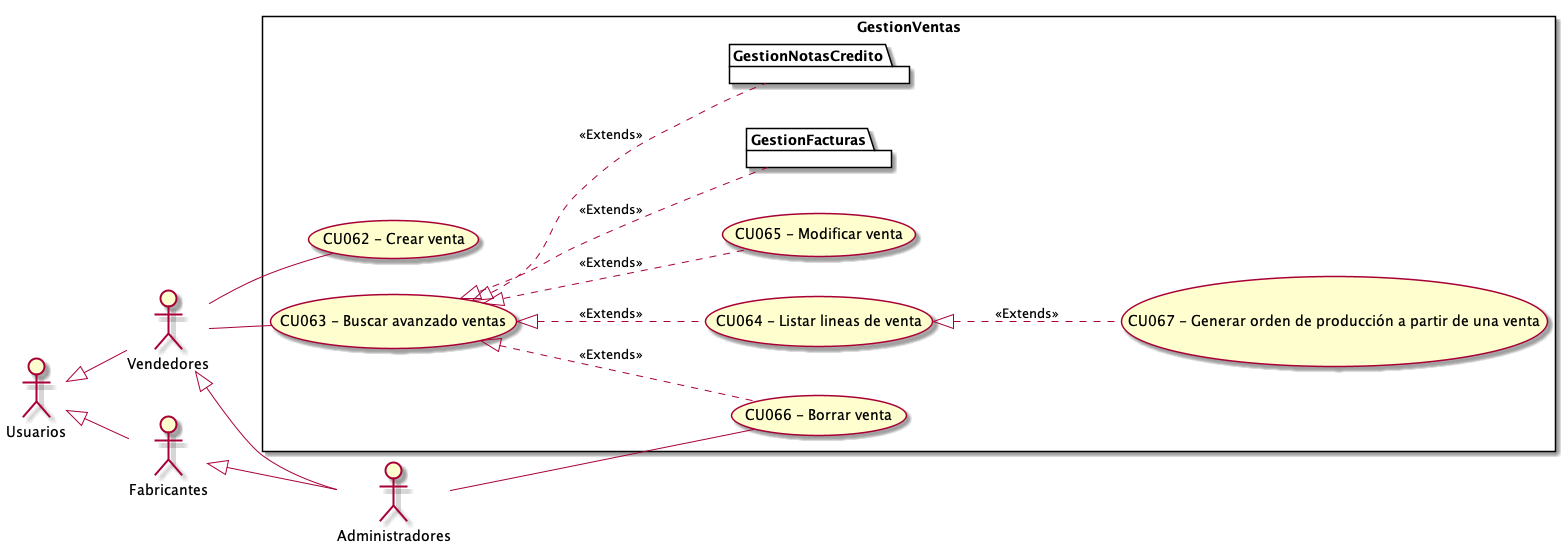 GestionVentas
GestionNotasCredito
«Extends»
GestionFacturas
«Extends»
CU062 – Crear venta
CU065 – Modificar venta
«Extends»
CU063 – Buscar avanzado ventas
«Extends»
CU064 – Listar lineas de venta
«Extends»
CU067 – Generar orden de producción a partir de una venta
«Extends»
Vendedores
CU066 – Borrar venta
Usuarios
Fabricantes
Administradores